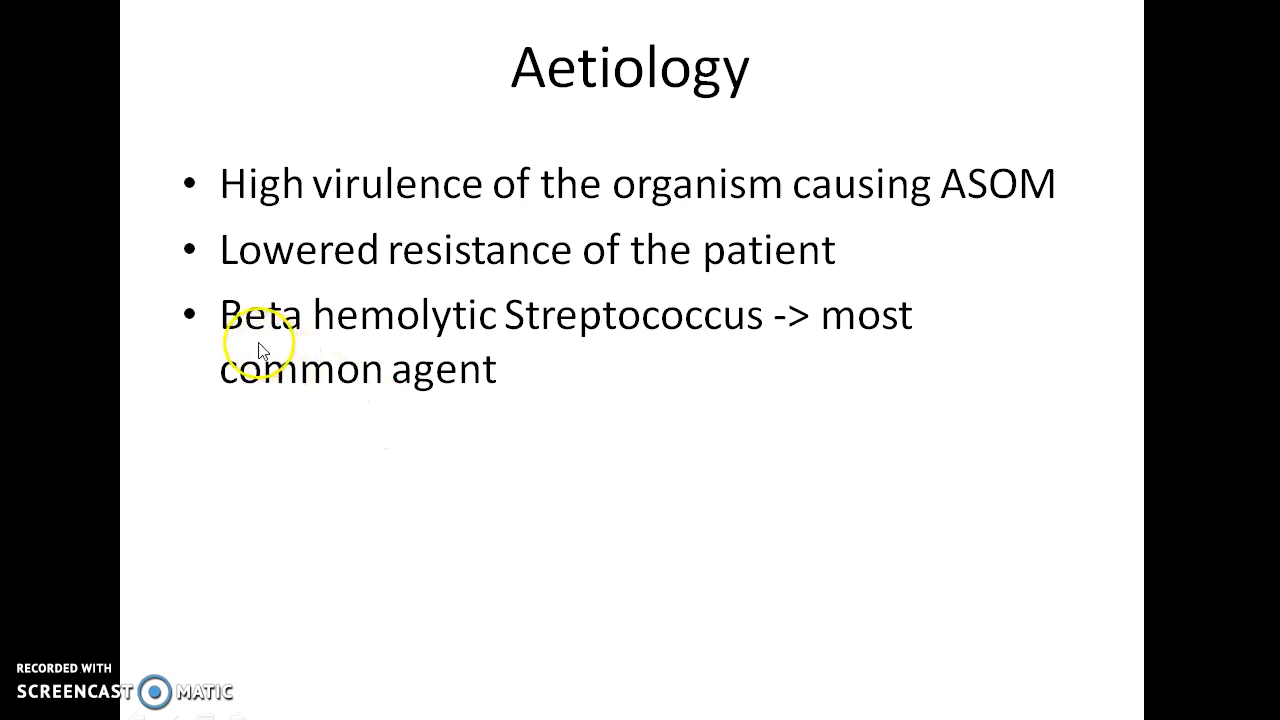 Aetiology
• High virulence of the organism causing ASOM
• Lowered resistance of the patient
• Beta hemolytic Streptococcus -> most
common agent
RECORDED WITH
SCREENCAST MATIC